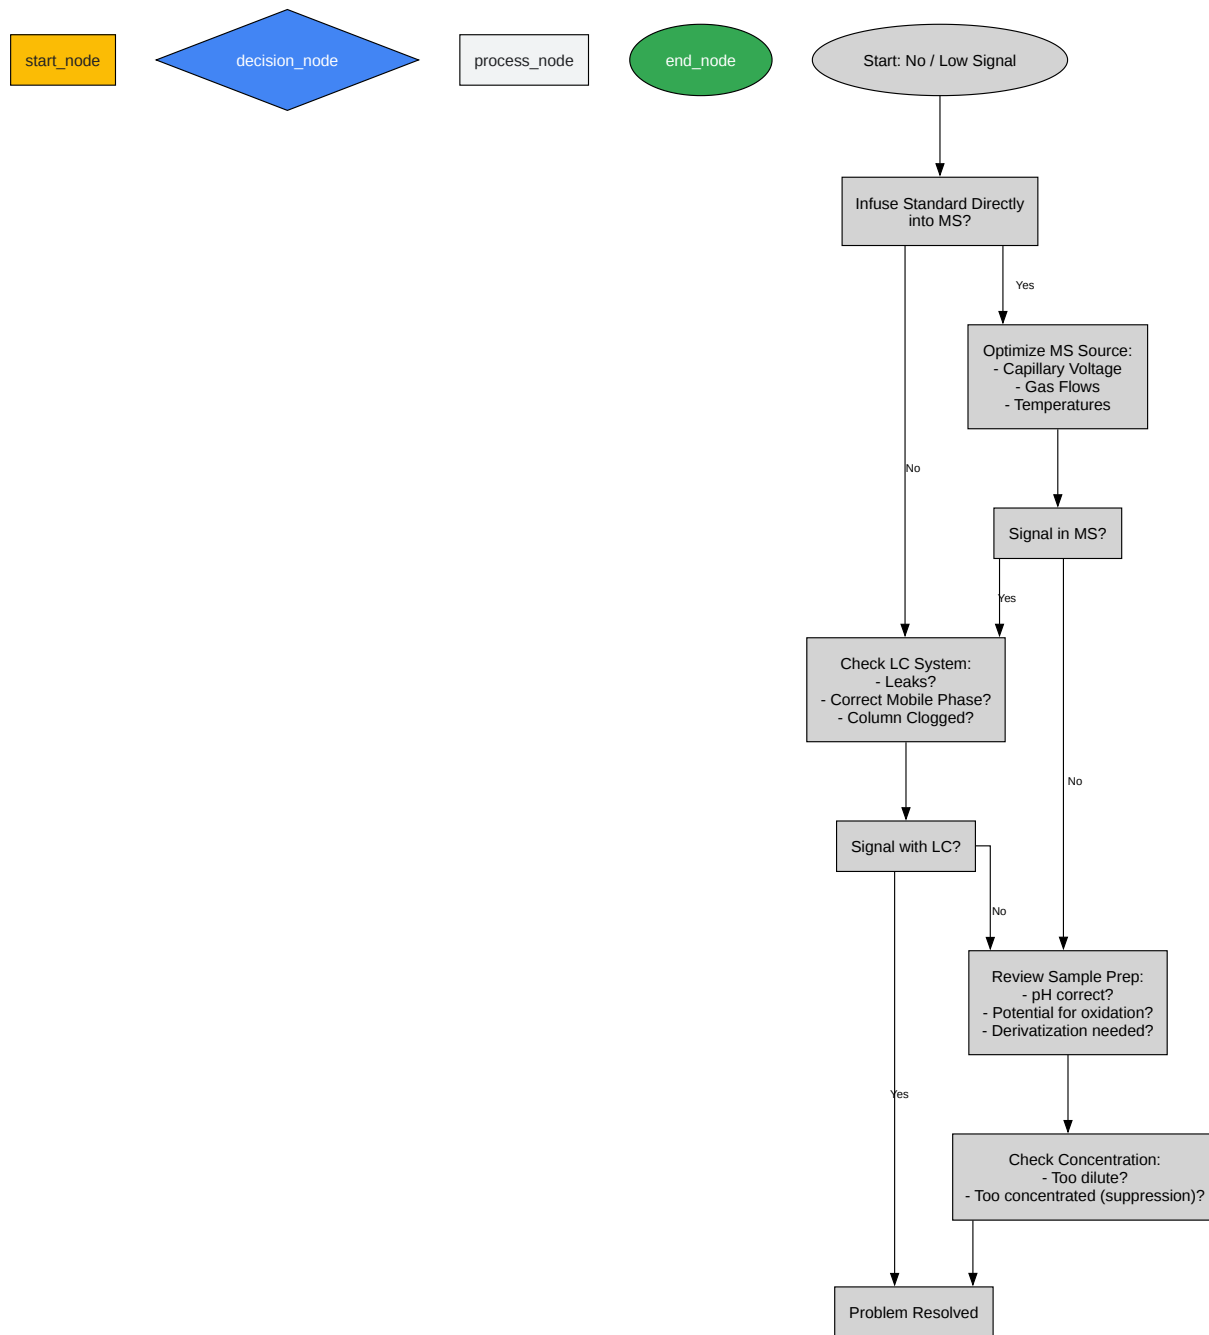 start_node
decision_node
process_node
end_node
Start: No / Low Signal
Infuse Standard Directly
into MS?
Yes
Optimize MS Source:
- Capillary Voltage
- Gas Flows
- Temperatures
No
Signal in MS?
Yes
Check LC System:
- Leaks?
- Correct Mobile Phase?
- Column Clogged?
No
Signal with LC?
No
Review Sample Prep:
- pH correct?
- Potential for oxidation?
- Derivatization needed?
Yes
Check Concentration:
- Too dilute?
- Too concentrated (suppression)?
Problem Resolved